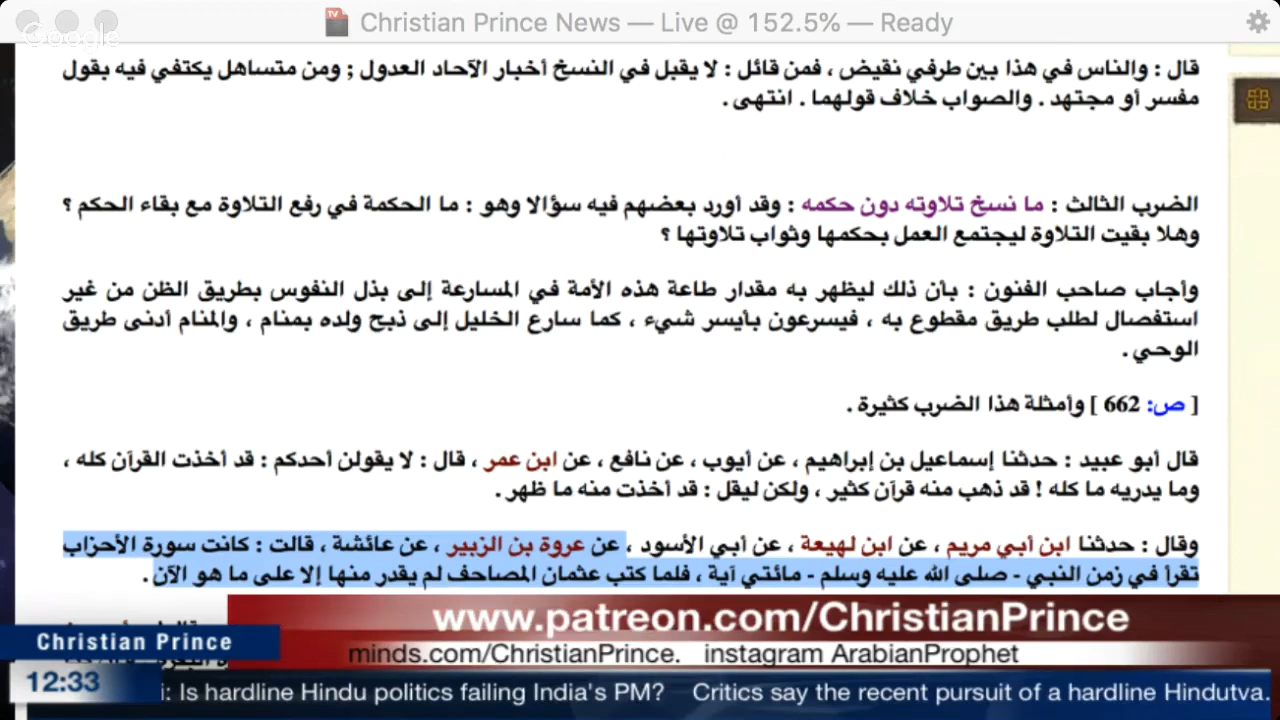 Christian Prince News — Live @ 152.5% — Ready
Google
قال : والناس في هذا بين طرفي نقيض ، فمن قائل : لا يقبل في النسخ أخبار الآحاد العدول ; ومن متساهل يكتفي فيه بقول
مفسر أو مجتهد . والصواب خلاف قولهما . انتهى .
الضرب الثالث : ما نسخ تلاوته دون حكمه : وقد أورد بعضهم فيه سؤالا وهو : ما الحكمة في رفع التلاوة مع بقاء الحكم ؟
وهلا بقيت التلاوة ليجتمع العمل بحكمها وثواب تلاوتها ؟
وأجاب صاحب الفنون : بأن ذلك ليظهر به مقدار طاعة هذه الأمة في المسارعة إلى بذل النفوس بطريق الظن من غير
استفصال لطلب طريق مقطوع به ، فيسرعون بأيسر شيء ، كما سارع الخليل إلى ذبح ولده بمنام ، والمنام أدنى طريق
الوحي .
[ ص: 662 ] وأمثلة هذا الضرب كثيرة .
قال أبو عبيد : حدثنا إسماعيل بن إبراهيم ، عن أيوب ، عن نافع ، عن ابن عمر ، قال : لا يقولن أحدكم : قد أخذت القرآن كله ،
وما يدريه ما كله ! قد ذهب منه قرآن كثير ، ولكن ليقل : قد أخذت منه ما ظهر .
وقال : حدثنا ابن أبي مريم ، عن ابن لهيعة ، عن أبي الأسود ، عن عروة بن الزبير ، عن عائشة ، قالت : كانت سورة الأحزاب
تقرأ في زمن النبي - صلى الله عليه وسلم - مائتي آية ، فلما كتب عثمان المصاحف لم يقدر منها إلا على ما هو الآن .
www.patreon.com/ChristianPrince
Christian Prince
minds.com/ChristianPrince. instagram ArabianProphet
12:33
i: Is hardline Hindu politics failing India's PM? Critics say the recent pursuit of a hardline Hindutva.